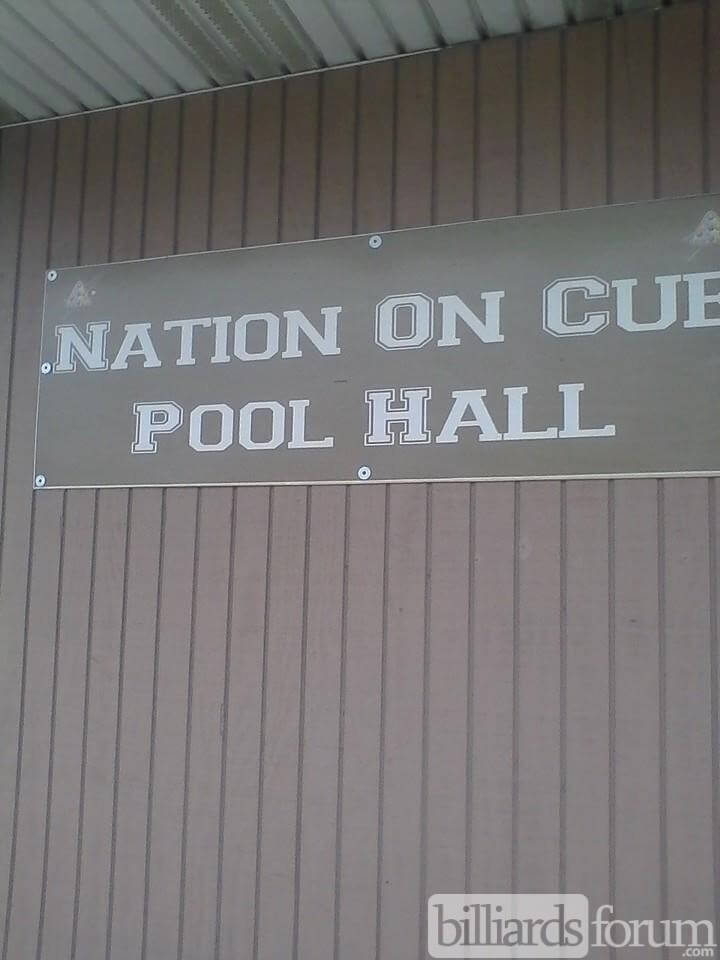 NATION ON CUE
POOL HALL
billiardsforum
.com